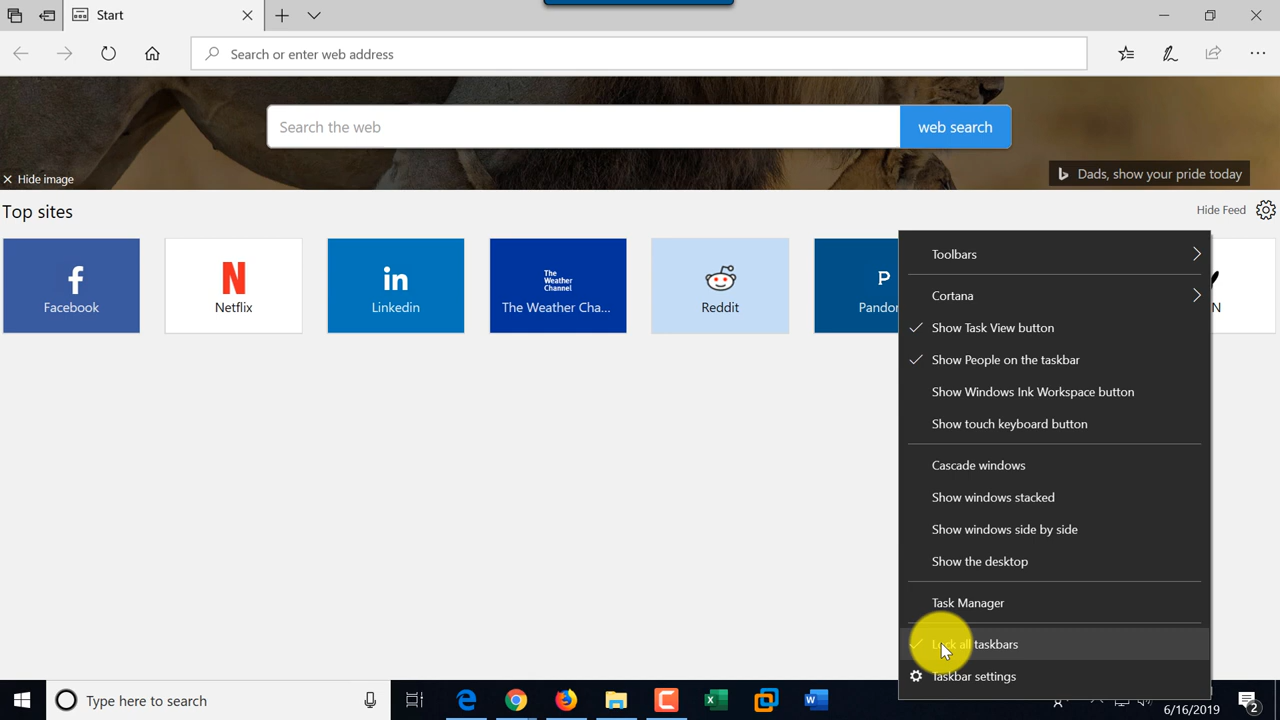 Start
Search or enter web address
Search the web
web search
Hide image
Dads, show your pride today
Top sites
Hide Feed
Facebook
N
Netflix
in
Linkedin
The
Weather
Channel
The Weather Cha...
Reddit
P
Pandor
N
Toolbars
Cortana
Show Task View button
Show People on the taskbar
Show Windows Ink Workspace button
Show touch keyboard button
Cascade windows
Show windows stacked
Show windows side by side
Show the desktop
Task Manager
Lock all taskbars
Taskbar settings
Type here to search
6/16/2019
2